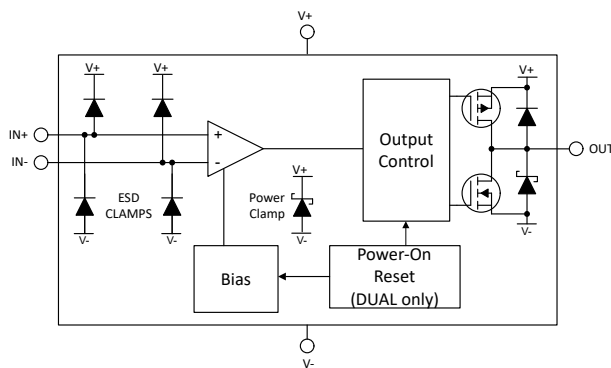 V+
V+
V+
V+
IN+
IN-
+
-
Output
Control
OUT
ESD
CLAMPS
V+
Power
Clamp
V-
V-
V-
V-
Bias
Power-On
Reset
(DUAL only)
V-